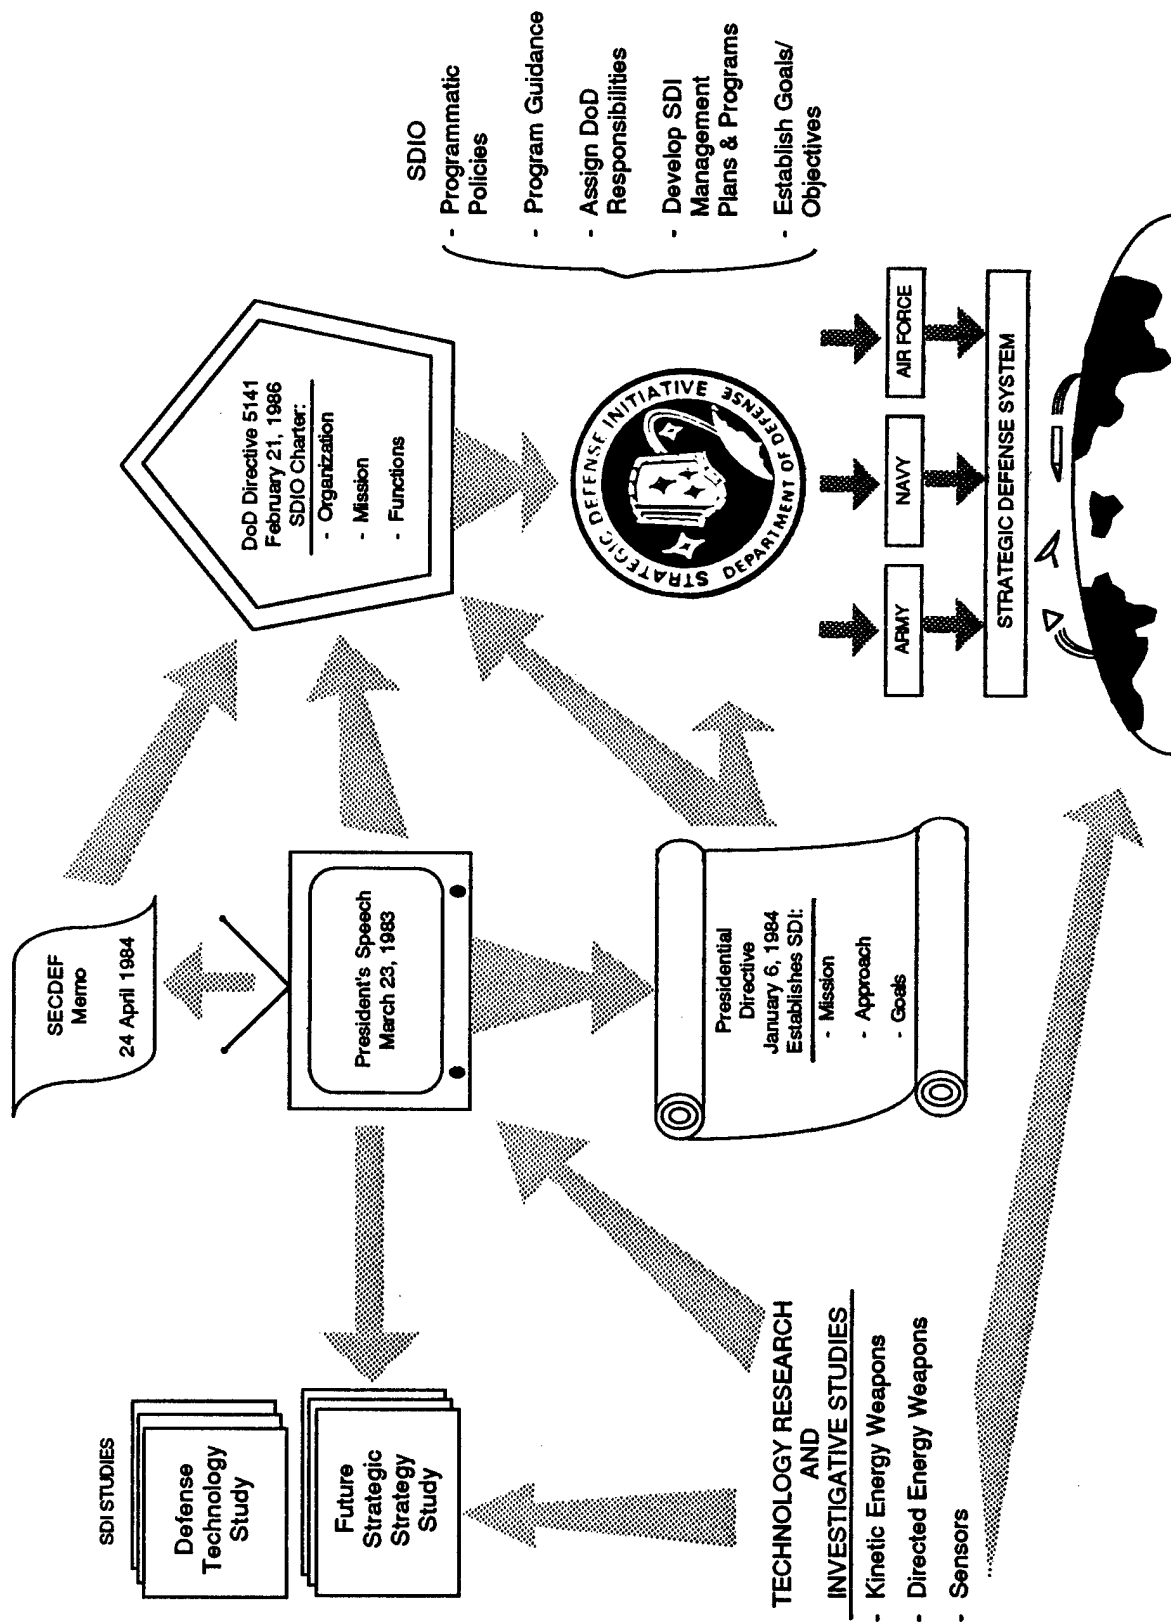 SDI STUDIES
Defense
Technology
Study
Future
Strategic
Strategy
Study
SECDEF
Memo
24 April 1984
President's Speech
March 23, 1983
DoD Directive 5141
February 21, 1986
SDIO Charter:
- Organization
- Mission
- Functions
SDIO
- Programmatic
Policies
- Program Guidance
- Assign DoD
Responsibilities
- Develop SDI
Management
Plans & Programs
- Establish Goals/
Objectives
TECHNOLOGY RESEARCH
AND
INVESTIGATIVE STUDIES
- Kinetic Energy Weapons
- Directed Energy Weapons
- Sensors
Presidential
Directive
January 6, 1984
Establishes SDI:
- Mission
- Approach
- Goals
STRATEGIC DEFENSE INITIATIVE
DEPARTMENT OF DEFENSE
ARMY
NAVY
AIR FORCE
STRATEGIC DEFENSE SYSTEM